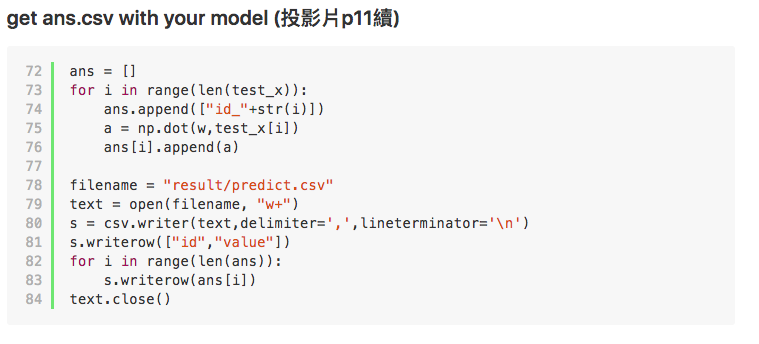 get ans.csv with your model (投影片p11續)
72 ans = []
73 for i in range(len(test_x)):
74     ans.append(["id_"+str(i)])
75     a = np.dot(w,test_x[i])
76     ans[i].append(a)
77
78 filename = "result/predict.csv"
79 text = open(filename, "w+")
80 s = csv.writer(text,delimiter=',',lineterminator='\n')
81 s.writerow(["id","value"])
82 for i in range(len(ans)):
83     s.writerow(ans[i])
84 text.close()